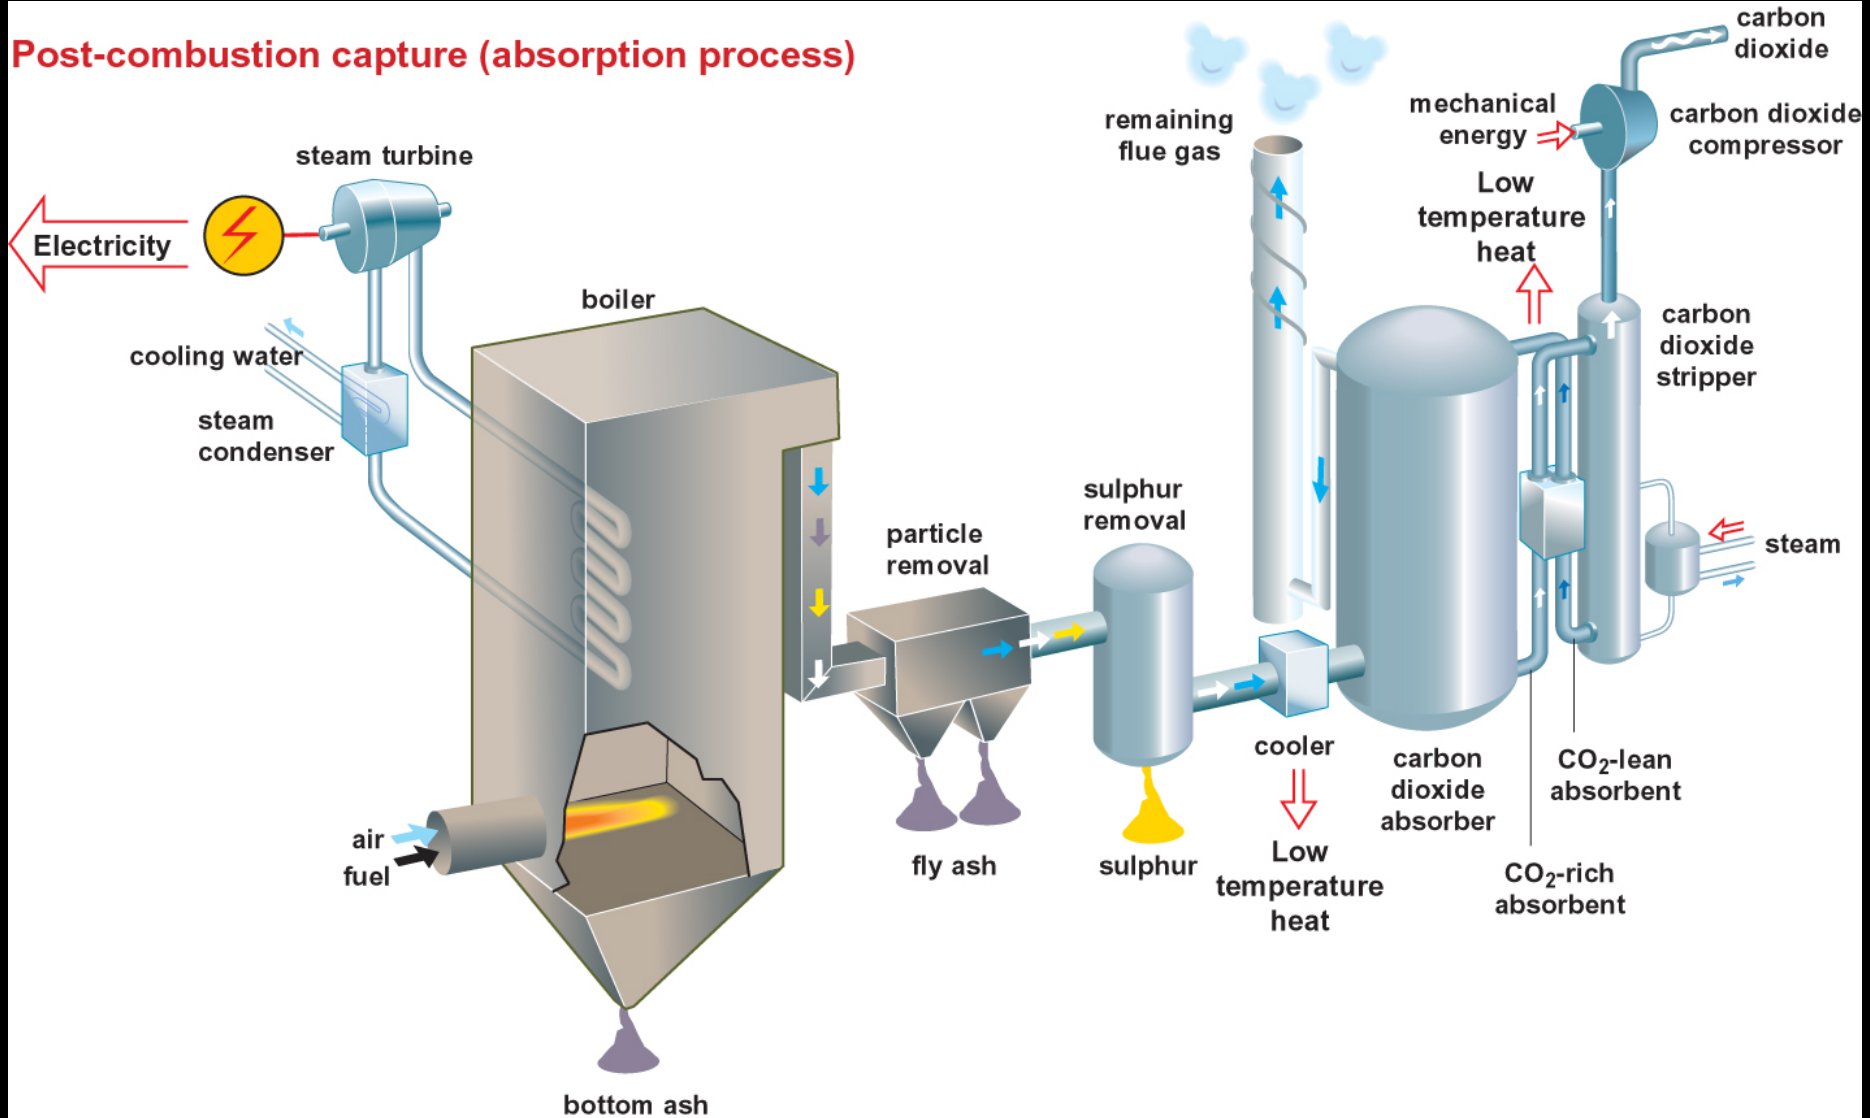 Post-combustion capture (absorption process)
carbon
dioxide
mechanical
energy
carbon dioxide
compressor
remaining
flue gas
steam turbine
Low
temperature
heat
Electricity
boiler
carbon
dioxide
stripper
cooling water
steam
condenser
sulphur
removal
particle
removal
steam
cooler
carbon
dioxide
absorber
CO₂-lean
absorbent
air
fuel
fly ash
sulphur
Low
temperature
heat
CO₂-rich
absorbent
bottom ash